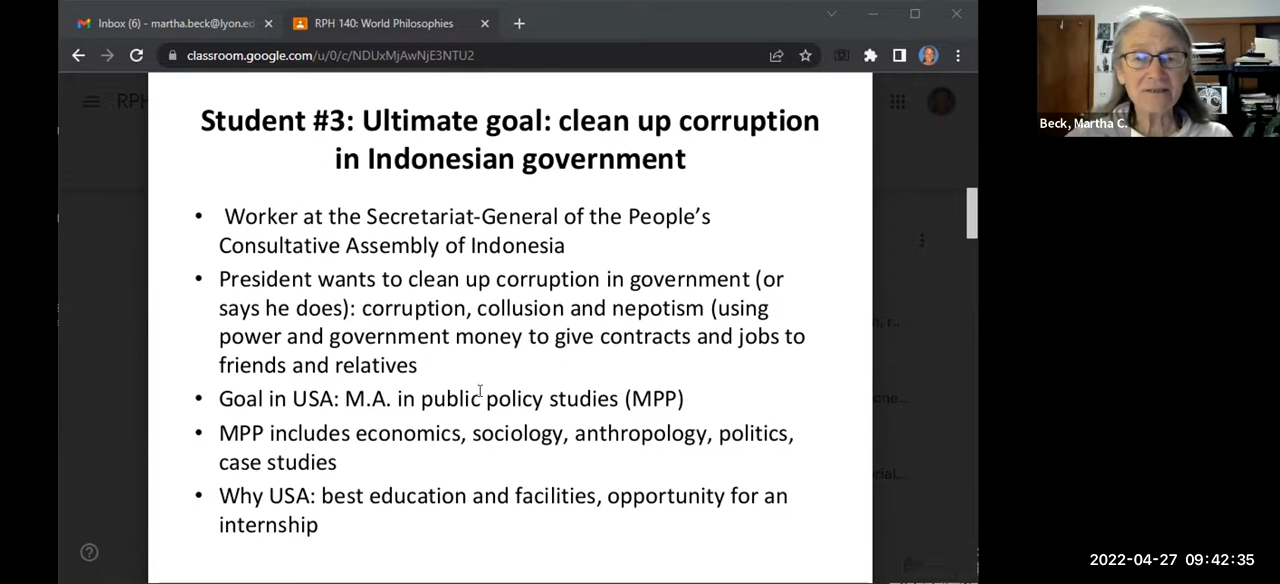 Inbox (6) - martha.beck@lyon.ed
RPH 140: World Philosophies
classroom.google.com/u/0/c/NDUxMjAwNjE3NTU2
Beck, Martha C.
RPH
Student #3: Ultimate goal: clean up corruption
in Indonesian government
• Worker at the Secretariat-General of the People's
Consultative Assembly of Indonesia
• President wants to clean up corruption in government (or
says he does): corruption, collusion and nepotism (using
power and government money to give contracts and jobs to
friends and relatives
• Goal in USA: M.A. in public policy studies (MPP)
• MPP includes economics, sociology, anthropology, politics,
case studies
• Why USA: best education and facilities, opportunity for an
internship
2022-04-27 09:42:35